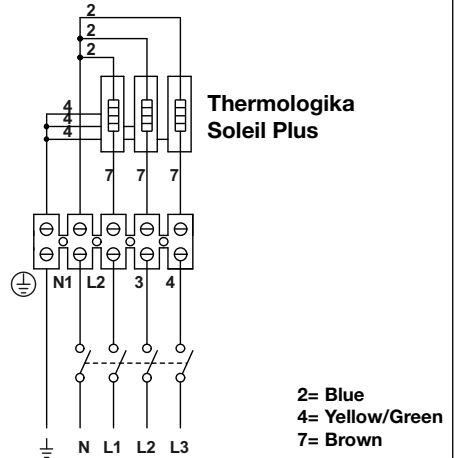 2
2
2
Thermologika
Soleil Plus
4
4
4
7 7 7
N1 L2 3 4
N L1 L2 L3
2= Blue
4= Yellow/Green
7= Brown